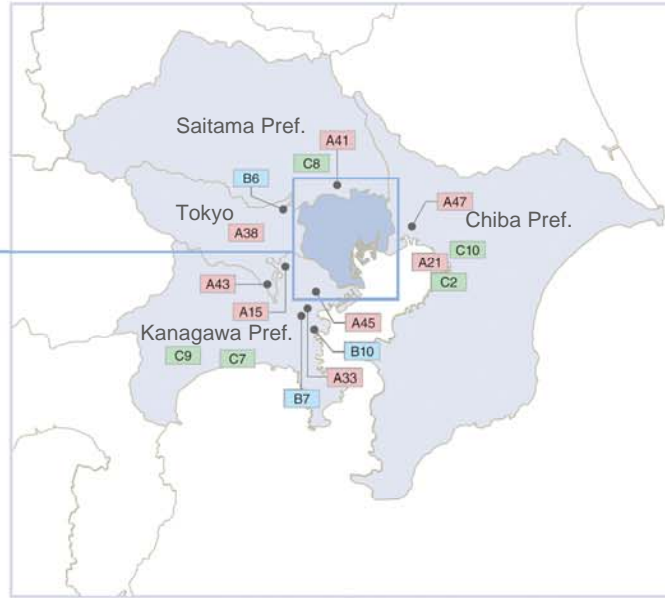 Saitama Pref.
A41
C8
B6
A47
Tokyo
Chiba Pref.
A38
C10
A21
C2
A43
A15
A45
Kanagawa Pref.
B10
C9
C7
A33
B7